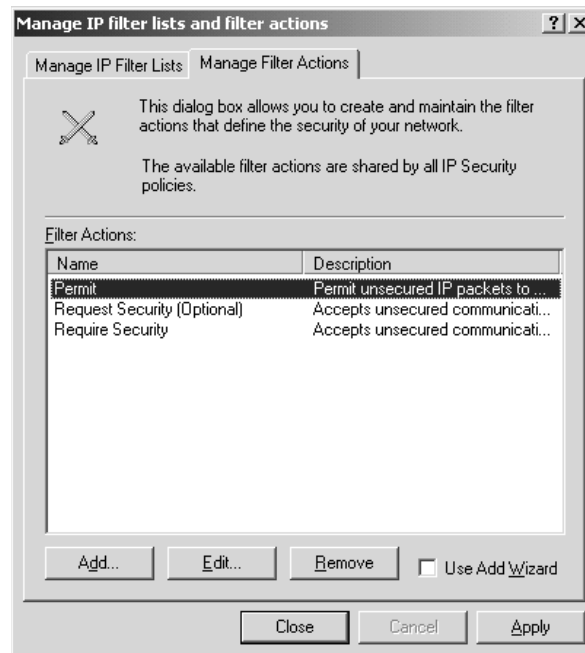 Manage IP filter lists and filter actions
Manage IP Filter Lists Manage Filter Actions
This dialog box allows you to create and maintain the filter
actions that define the security of your network.
The available filter actions are shared by all IP Security
policies.
Filter Actions:
Name Description
Permit Permit unsecured IP packets to ...
Request Security (Optional) Accepts unsecured communicati...
Require Security Accepts unsecured communicati...
Add... Edit... Remove Use Add Wizard
Close Cancel Apply